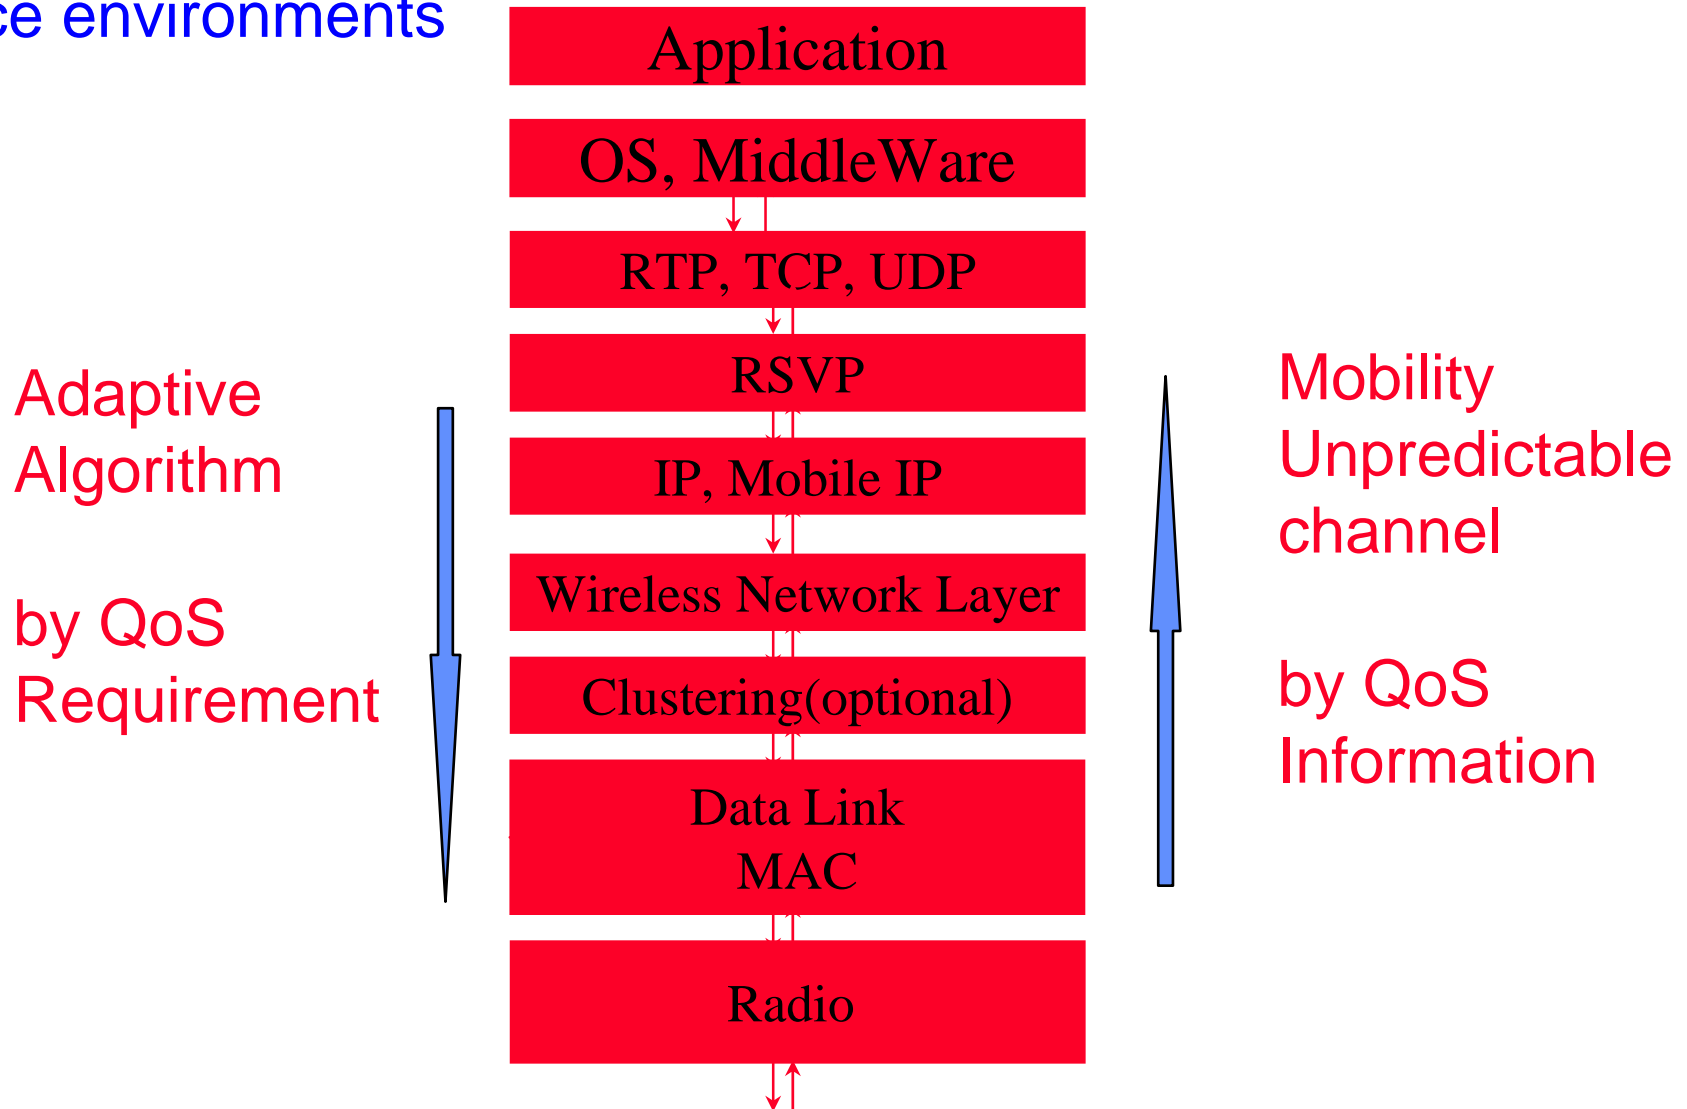 environments
Application
OS, MiddleWare
RTP, TCP, UDP
RSVP
IP, Mobile IP
Wireless Network Layer
Clustering(optional)
Data Link
MAC
Radio
Adaptive
Algorithm
by QoS
Requirement
Mobility
Unpredictable
channel
by QoS
Information